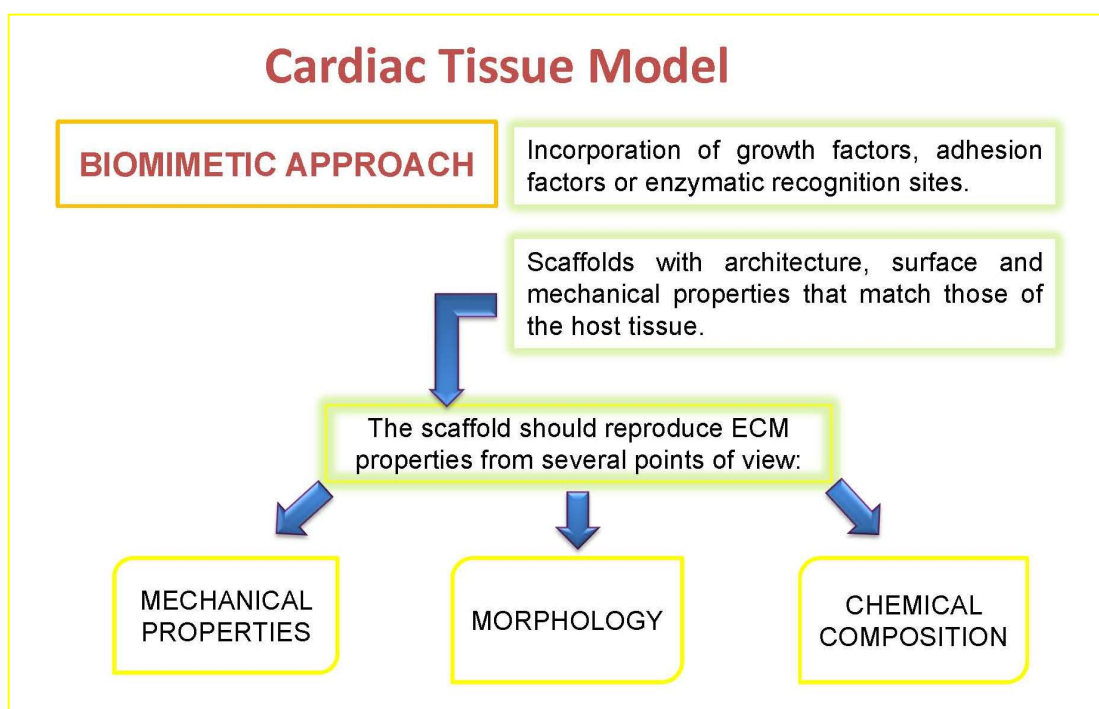 Cardiac Tissue Model
BIOMIMETIC APPROACH
Incorporation of growth factors, adhesion
factors or enzymatic recognition sites.
Scaffolds with architecture, surface and
mechanical properties that match those of
the host tissue.
The scaffold should reproduce ECM
properties from several points of view:
MECHANICAL
PROPERTIES
MORPHOLOGY
CHEMICAL
COMPOSITION